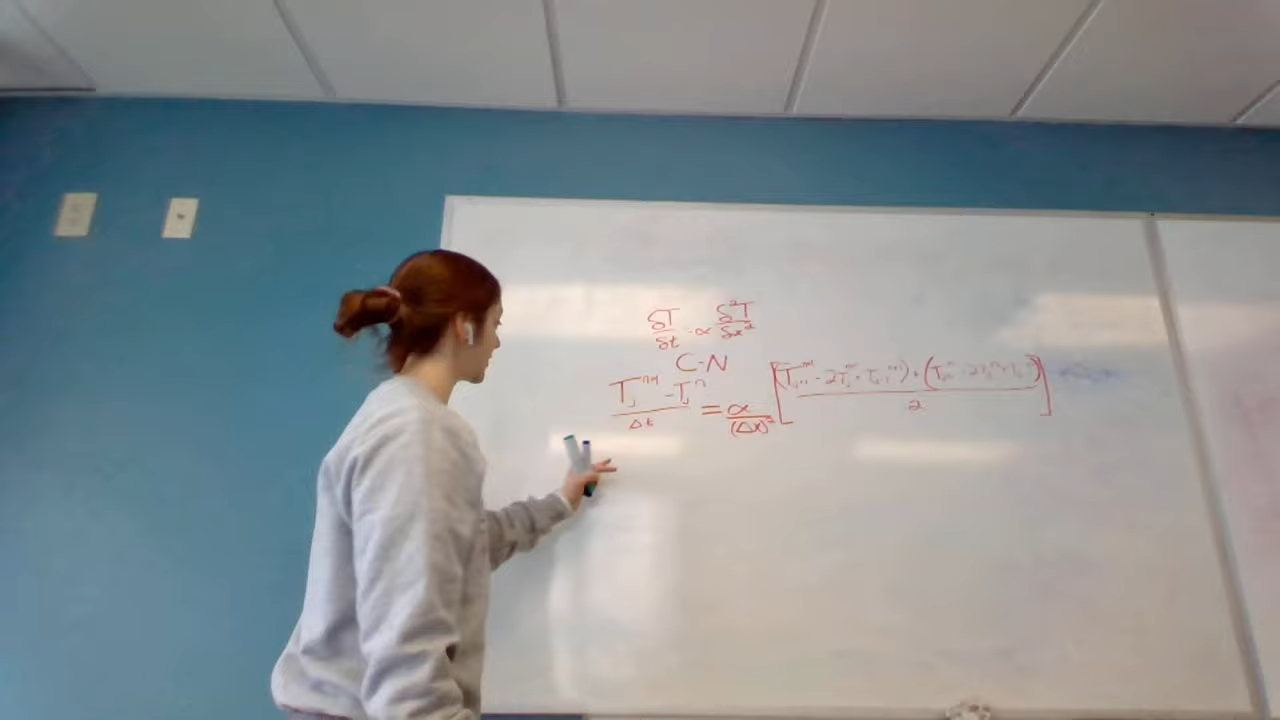 δT/δt = α δ²T/δx²
C-N
(T_j^{n+1} - T_j^n)/Δt = α/(Δx)² [((T_{j+1}^{n+1} - 2T_j^{n+1} + T_{j-1}^{n+1}) + (T_{j+1}^n - 2T_j^n + T_{j-1}^n))/2]